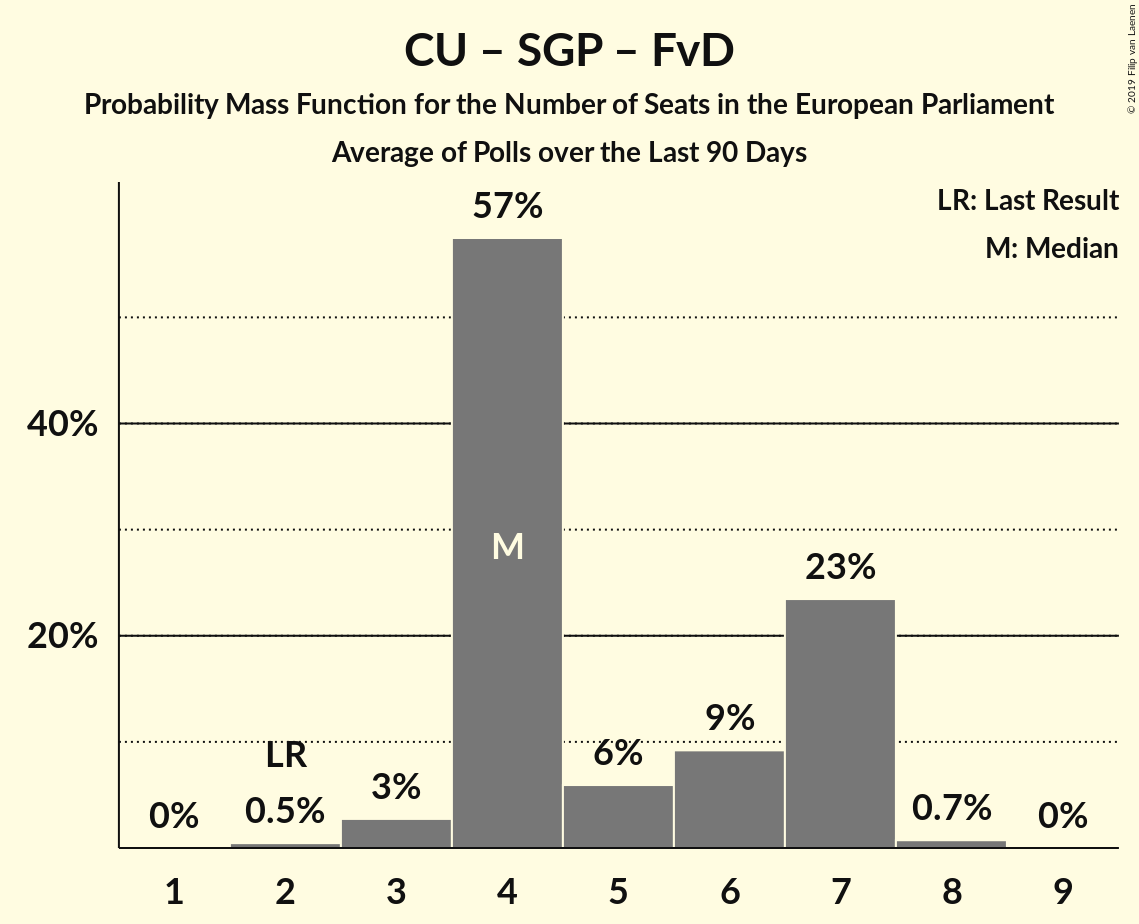 CU – SGP – FvD
Probability Mass Function for the Number of Seats in the European Parliament
Average of Polls over the Last 90 Days
© 2019 Filip van Laenen
LR: Last Result
M: Median
57%
40%
M
23%
20%
9%
LR
6%
3%
0%
0.5%
0.7%
0%
1 2 3 4 5 6 7 8 9